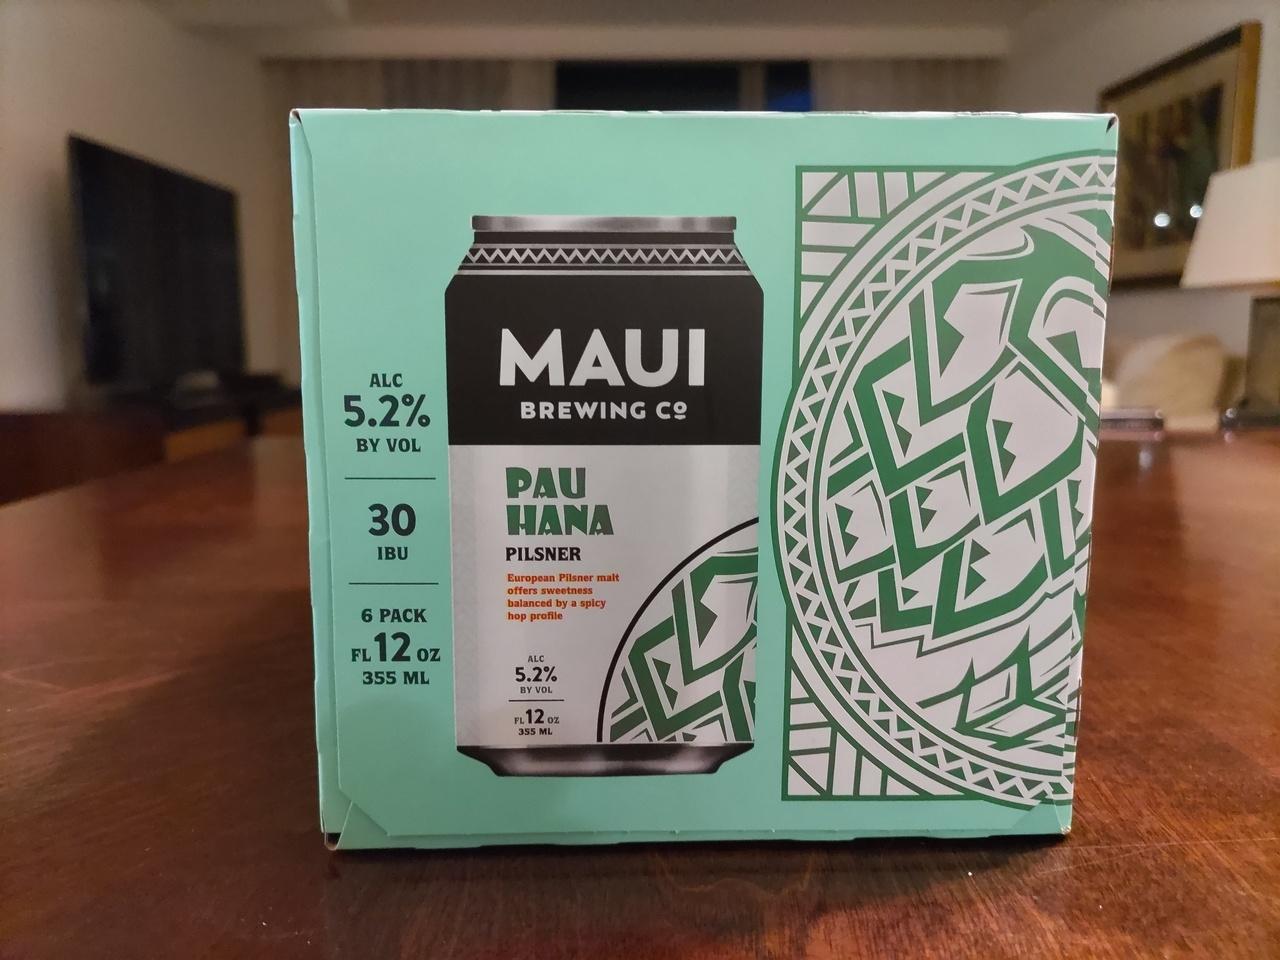 ALC
5.2%
BY VOL
30
IBU
6 PACK
FL 12 OZ
355 ML
MAUI
BREWING Cº
PAU
HANA
PILSNER
European Pilsner malt
offers sweetness
balanced by a spicy
hop profile
ALC
5.2%
BY VOL
FL 12 OZ
355 ML